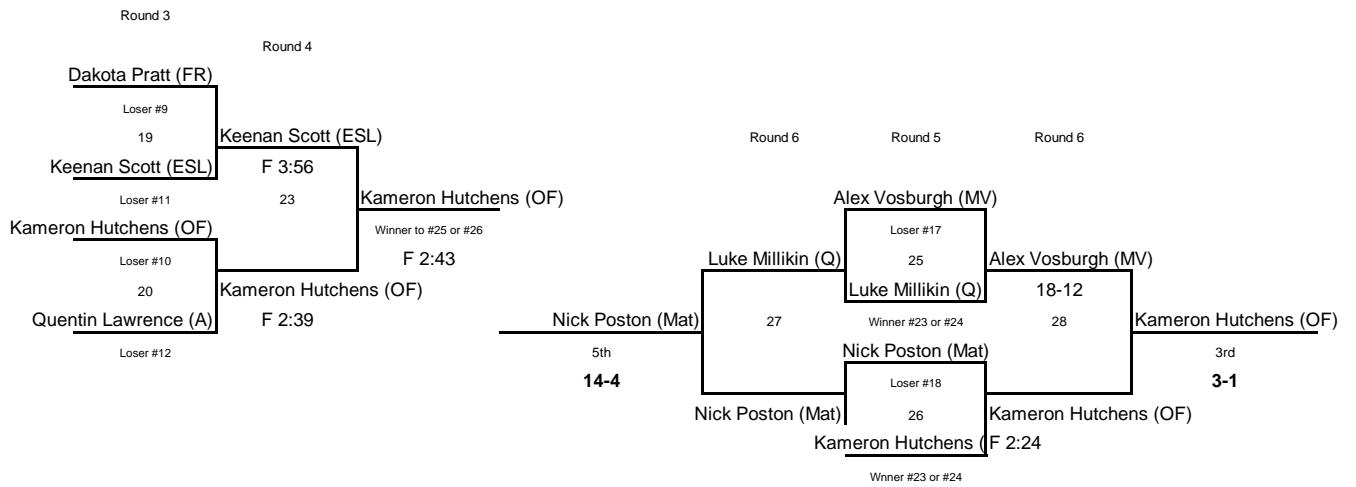 Round 3
Round 4
Dakota Pratt (FR)
Loser #9
19
Keenan Scott (ESL)
Keenan Scott (ESL)
F 3:56
Loser #11
23
Kameron Hutchens (OF)
Kameron Hutchens (OF)
Winner to #25 or #26
Loser #10
F 2:43
20
Kameron Hutchens (OF)
Quentin Lawrence (A)
F 2:39
Loser #12
Round 6
Round 5
Round 6
Alex Vosburgh (MV)
Loser #17
Luke Millikin (Q)
25
Alex Vosburgh (MV)
Luke Millikin (Q)
18-12
Nick Poston (Mat)
27
Winner #23 or #24
28
Kameron Hutchens (OF)
5th
Nick Poston (Mat)
3rd
14-4
Loser #18
3-1
Nick Poston (Mat)
26
Kameron Hutchens (OF)
Kameron Hutchens (
F 2:24
Wnner #23 or #24